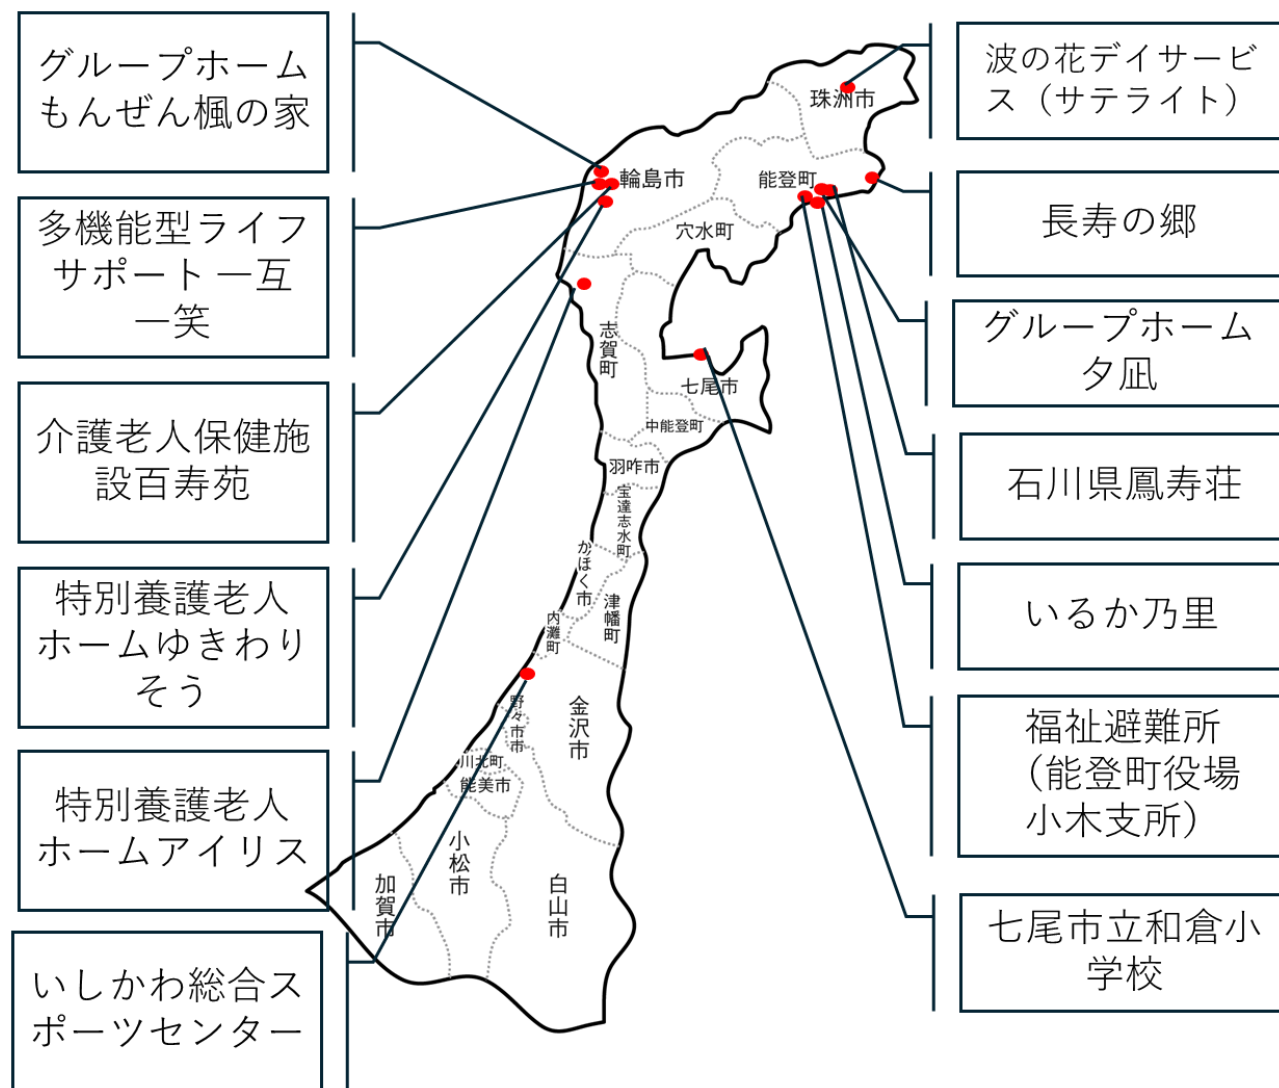 グループホーム
もんぜん楓の家
多機能型ライフ
サポート 一互
一笑
介護老人保健施
設百寿苑
特別養護老人
ホームゆきわり
そう
特別養護老人
ホームアイリス
いしかわ総合ス
ポーツセンター
珠洲市
輪島市
能登町
穴水町
志賀町
七尾市
中能登町
羽咋市
宝達志水町
かほく市
津幡町
内灘町
金沢市
野々市市
川北町
能美市
小松市
白山市
加賀市
波の花デイサービ
ス（サテライト）
長寿の郷
グループホーム
夕凪
石川県鳳寿荘
いるか乃里
福祉避難所
（能登町役場
小木支所）
七尾市立和倉小
学校